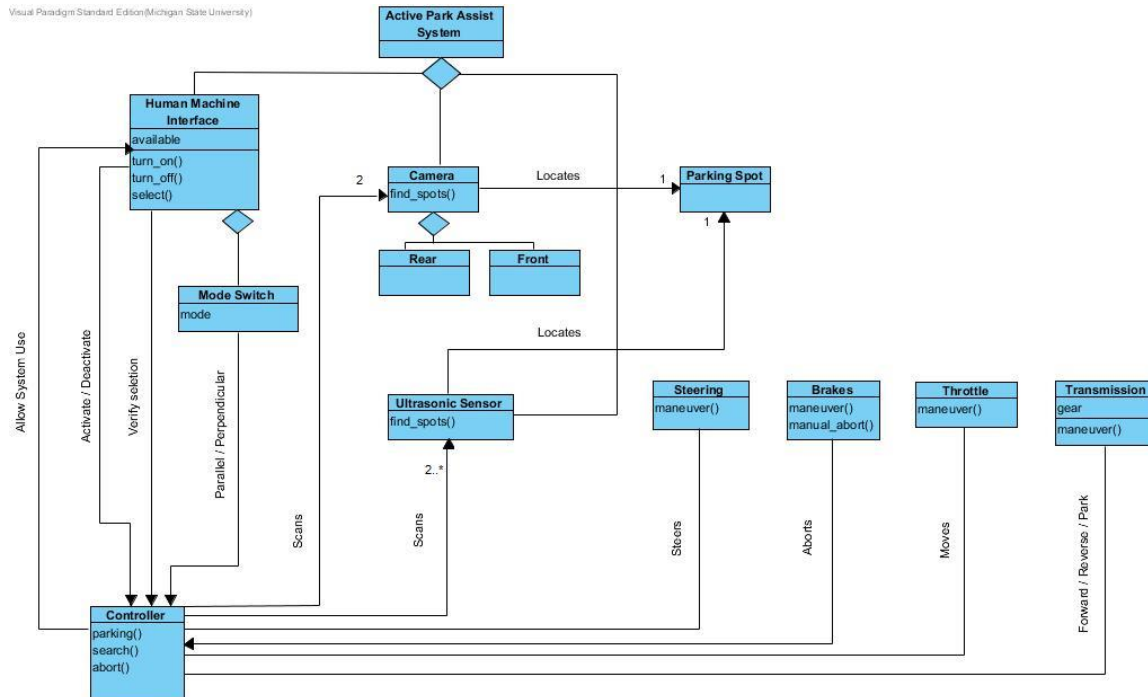 Visual Paradigm Standard Edition(Michigan State University)
Active Park Assist
System
Human Machine
Interface
available
turn_on()
turn_off()
select()
Camera
find_spots()
2
Locates
1
Parking Spot
1
Rear
Front
Mode Switch
mode
Locates
Allow System Use
Activate / Deactivate
Verify seletion
Parallel / Perpendicular
Scans
Ultrasonic Sensor
find_spots()
2..*
Scans
Steering
maneuver()
Brakes
maneuver()
manual_abort()
Throttle
maneuver()
Transmission
gear
maneuver()
Steers
Aborts
Moves
Forward / Reverse / Park
Controller
parking()
search()
abort()